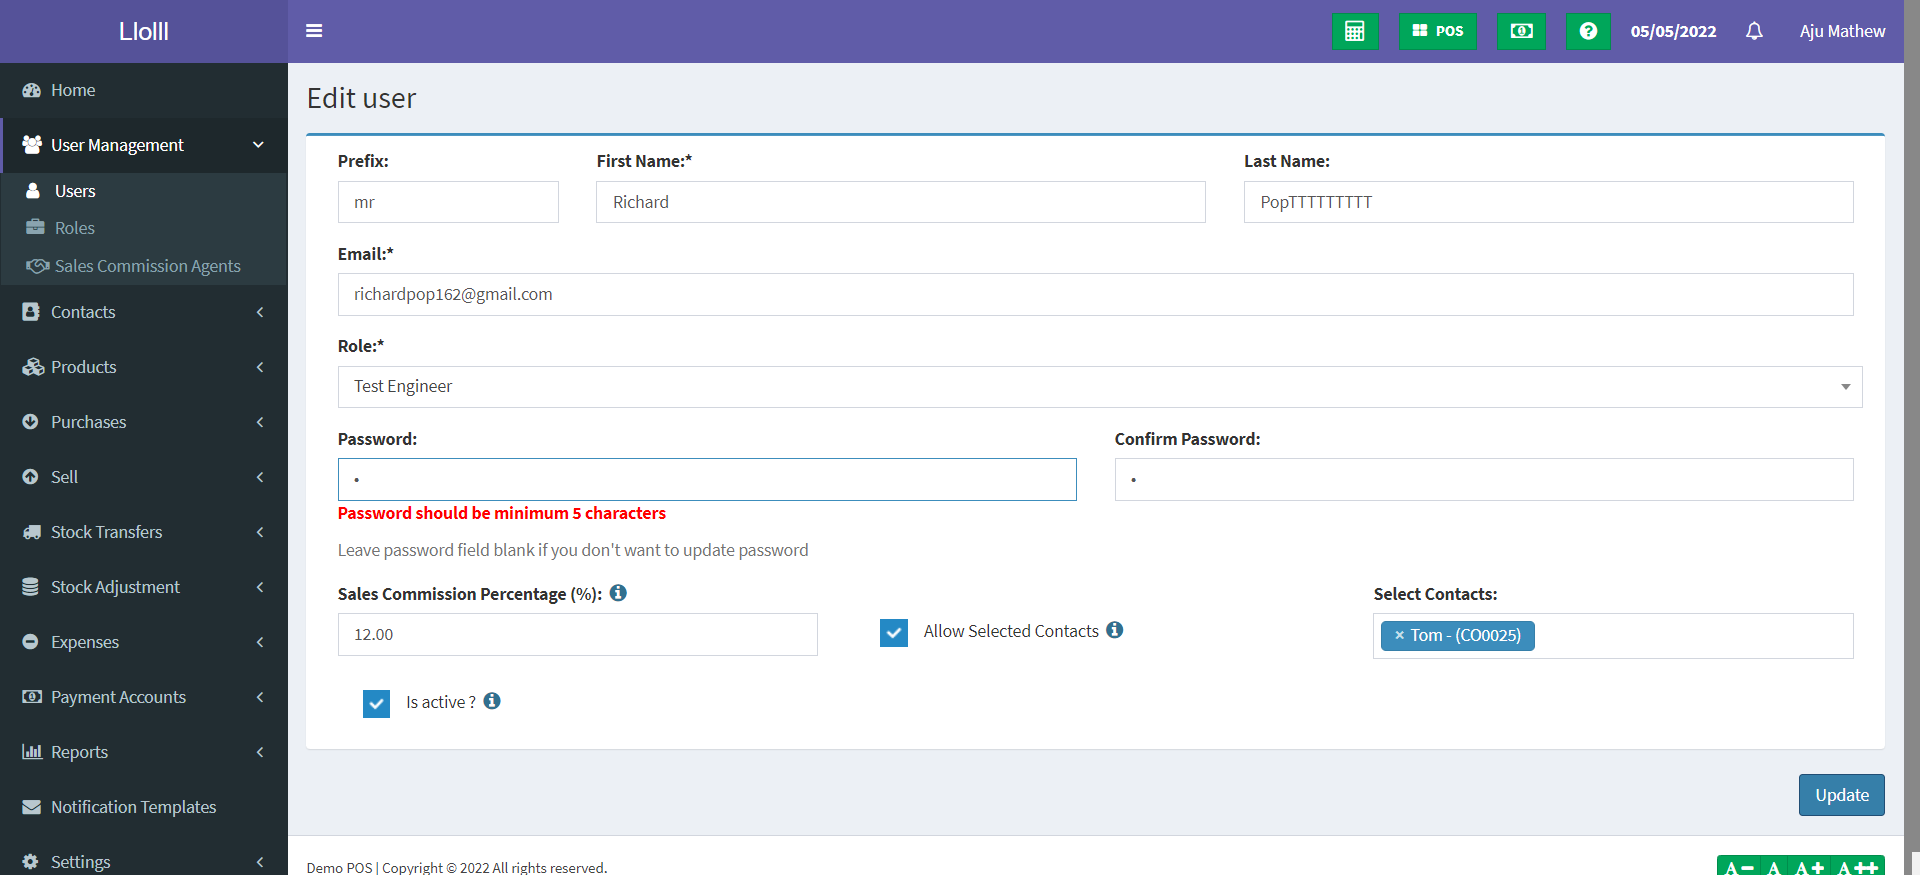 Llolll
POS
05/05/2022
Aju Mathew
Home
User Management
Users
Roles
Sales Commission Agents
Contacts
Products
Purchases
Sell
Stock Transfers
Stock Adjustment
Expenses
Payment Accounts
Reports
Notification Templates
Settings
Edit user
Prefix:
First Name:*
Last Name:
mr
Richard
PopTTTTTTTTT
Email:*
richardpop162@gmail.com
Role:*
Test Engineer
Password:
Confirm Password:
•
•
Password should be minimum 5 characters
Leave password field blank if you don't want to update password
Sales Commission Percentage (%):
Select Contacts:
12.00
Allow Selected Contacts
× Tom - (CO0025)
Is active ?
Update
Demo POS | Copyright © 2022 All rights reserved.
A− A A+ A++